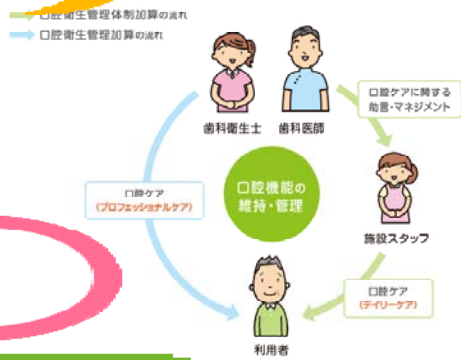 口腔衛生管理体制加算の流れ
口腔衛生管理加算の流れ
歯科衛生士
歯科医師
口腔ケアに関する
助言・マネジメント
口腔ケア
(プロフェッショナルケア)
口腔機能の
維持・管理
施設スタッフ
口腔ケア
(デイリーケア)
利用者